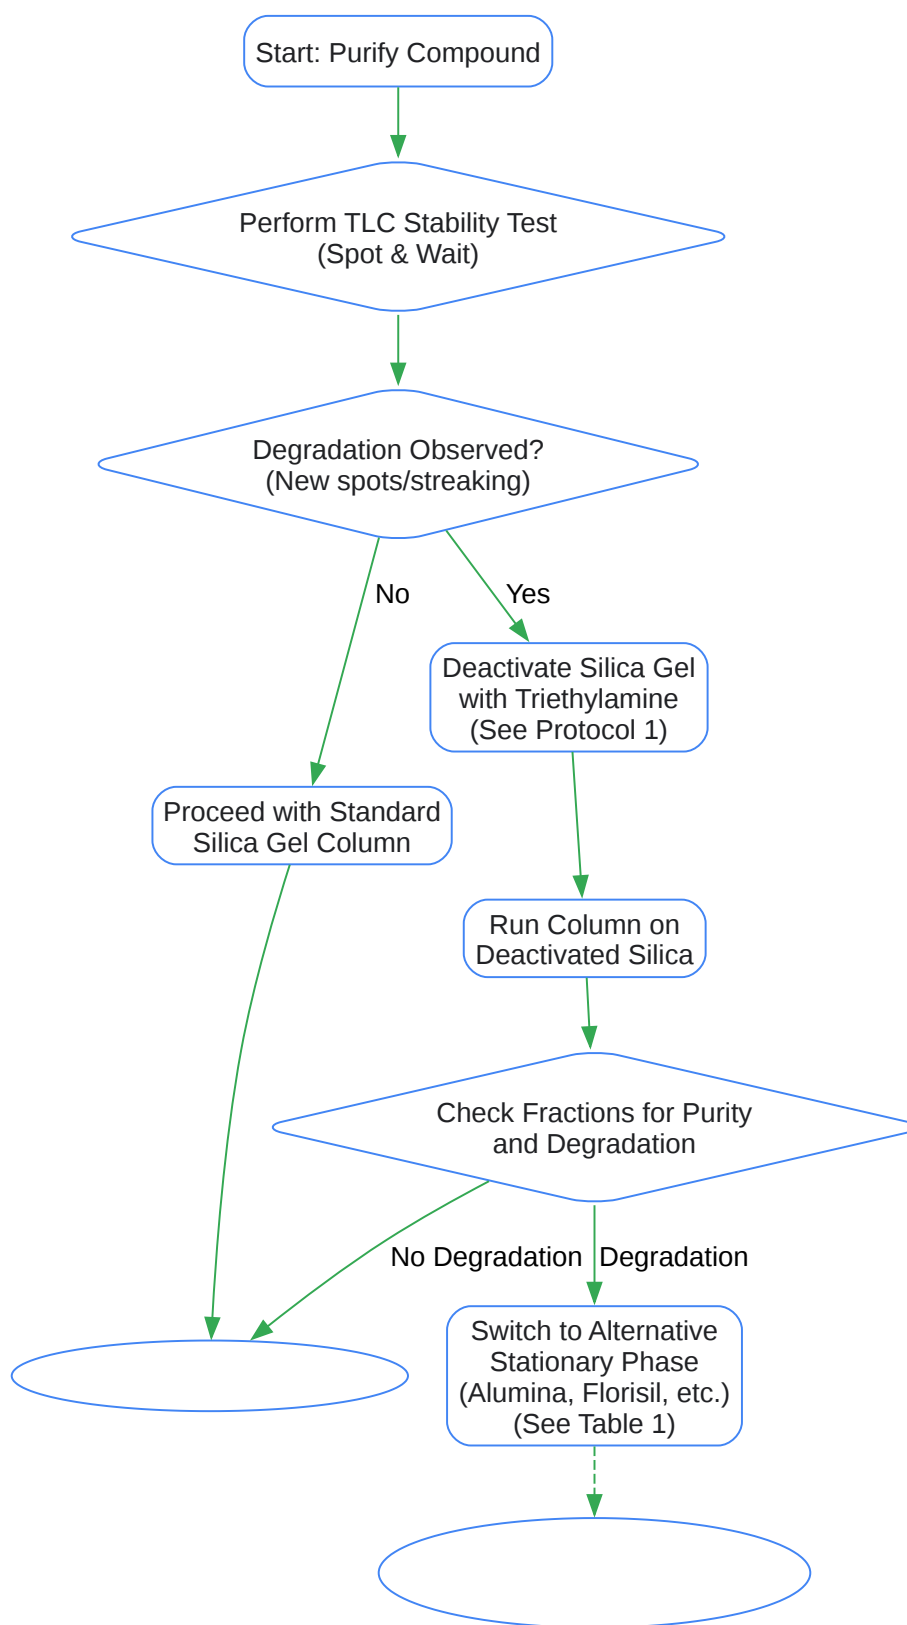 Start: Purify Compound
Perform TLC Stability Test
(Spot & Wait)
Degradation Observed?
(New spots/streaking)
No
Yes
Deactivate Silica Gel
with Triethylamine
(See Protocol 1)
Proceed with Standard
Silica Gel Column
Run Column on
Deactivated Silica
Check Fractions for Purity
and Degradation
No Degradation
Degradation
Switch to Alternative
Stationary Phase
(Alumina, Florisil, etc.)
(See Table 1)